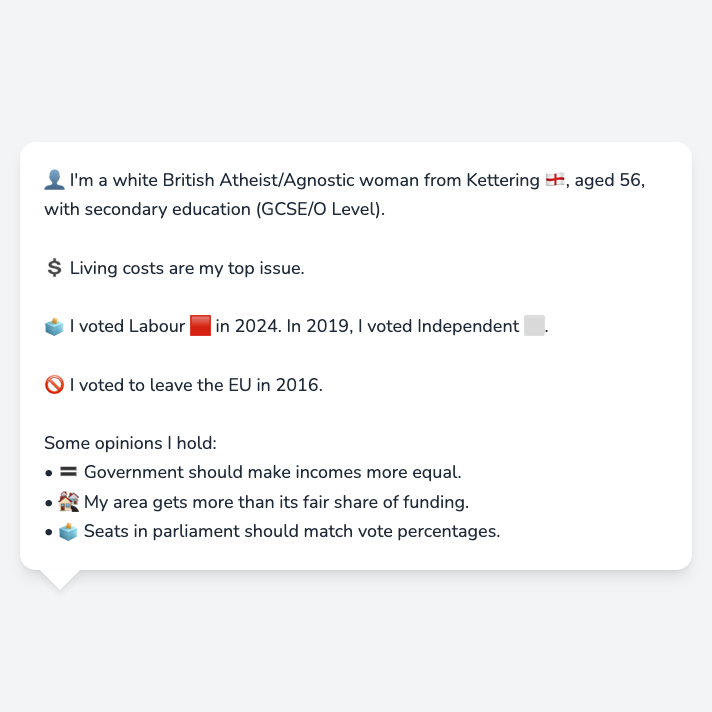 👤 I'm a white British Atheist/Agnostic woman from Kettering 🏴󠁧󠁢󠁥󠁮󠁧󠁿, aged 56,
with secondary education (GCSE/O Level).
💲 Living costs are my top issue.
🗳️ I voted Labour 🟥 in 2024. In 2019, I voted Independent ⬜.
🚫 I voted to leave the EU in 2016.
Some opinions I hold:
• 🟰 Government should make incomes more equal.
• 🏘️ My area gets more than its fair share of funding.
• 🗳️ Seats in parliament should match vote percentages.